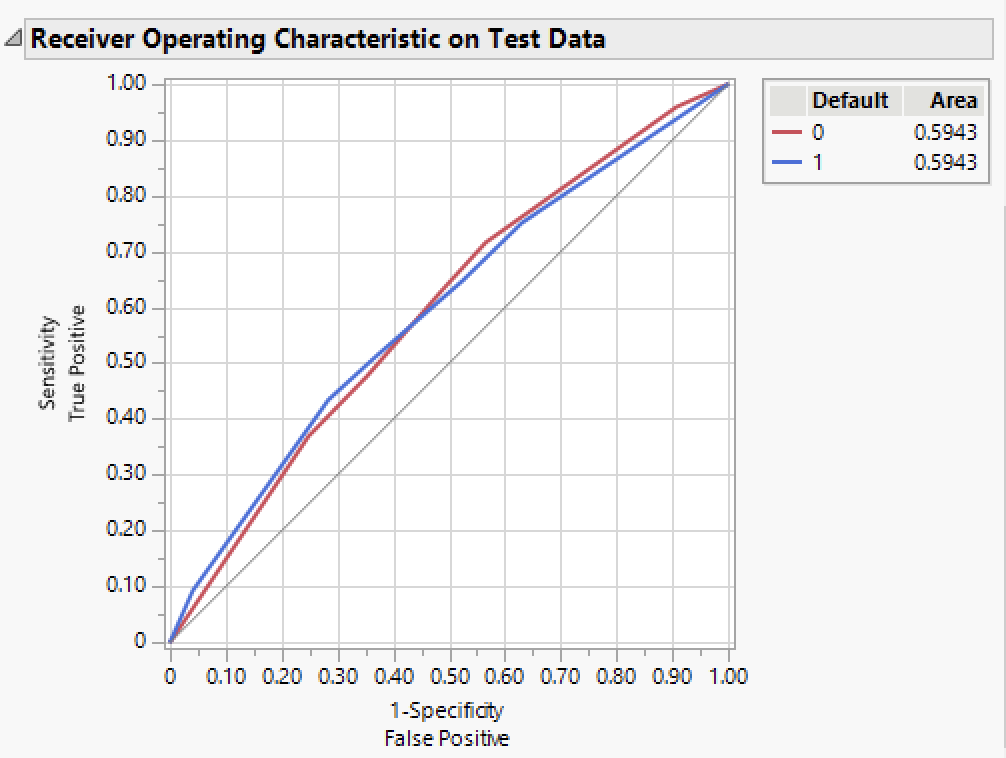 Receiver Operating Characteristic on Test Data
Default Area
0 0.5943
1 0.5943
Sensitivity
True Positive
1.00
0.90
0.80
0.70
0.60
0.50
0.40
0.30
0.20
0.10
0
0 0.10 0.20 0.30 0.40 0.50 0.60 0.70 0.80 0.90 1.00
1-Specificity
False Positive